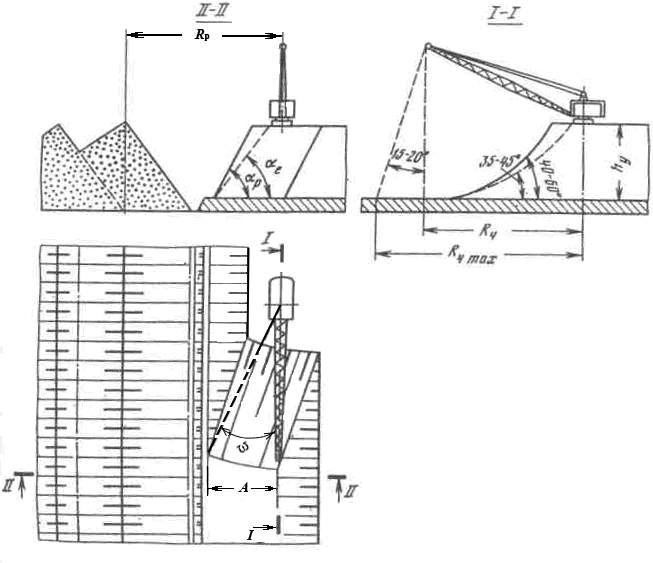 II-II
I-I
Rр
αр
αе
15-20°
35-45°
40-60°
hу
Rч
Rч max
I
ω
II
A
II
I